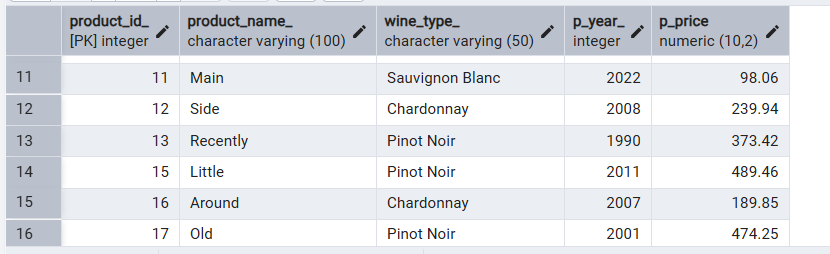 product_id_ product_name_ wine_type_ p_year_ p_price
[PK] integer character varying (100) character varying (50) integer numeric (10,2)
11 11 Main Sauvignon Blanc 2022 98.06
12 12 Side Chardonnay 2008 239.94
13 13 Recently Pinot Noir 1990 373.42
14 15 Little Pinot Noir 2011 489.46
15 16 Around Chardonnay 2007 189.85
16 17 Old Pinot Noir 2001 474.25